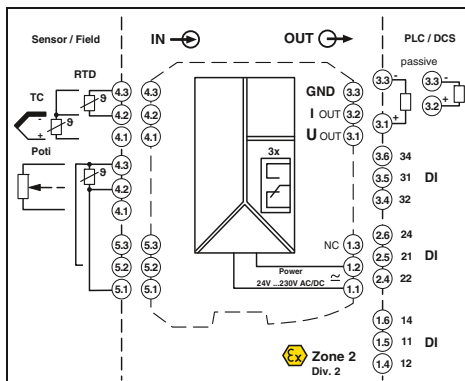 Sensor / Field IN OUT PLC / DCS
passive
RTD
TC
- +
ϑ ϑ
4.3 4.2 4.1
4.3 4.2 4.1
Poti
ϑ
4.3 4.2 4.1
5.3 5.2 5.1
5.3 5.2 5.1
GND 3.3
I OUT 3.2
U OUT 3.1
3x
NC 1.3
Power 1.2
24V ...230V AC/DC 1.1
3.3 -
3.1 +
3.3 -
3.2 +
3.6 34
3.5 31 DI
3.4 32
2.6 24
2.5 21 DI
2.4 22
1.6 14
1.5 11 DI
1.4 12
Ex Zone 2
Div. 2